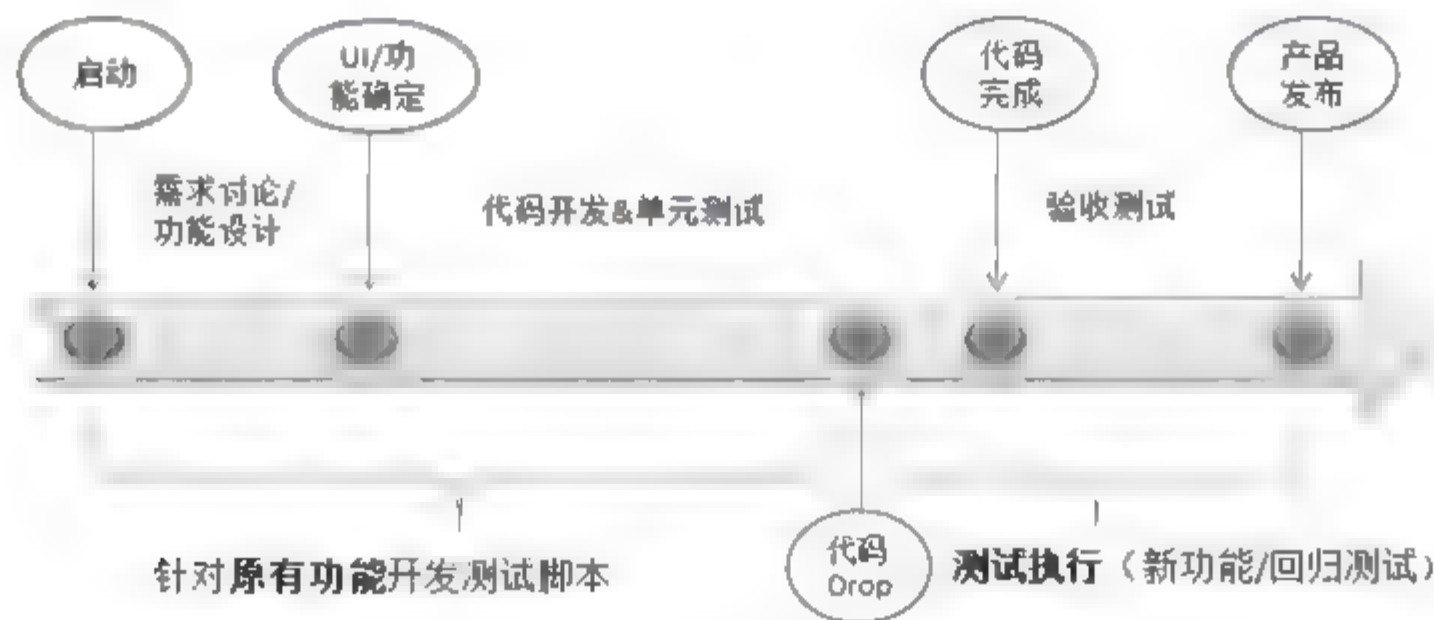 启动
UI/功
能确定
代码
完成
产品
发布
需求讨论/
功能设计
代码开发&单元测试
验收测试
针对原有功能开发测试脚本
代码
Drop
测试执行（新功能/回归测试）